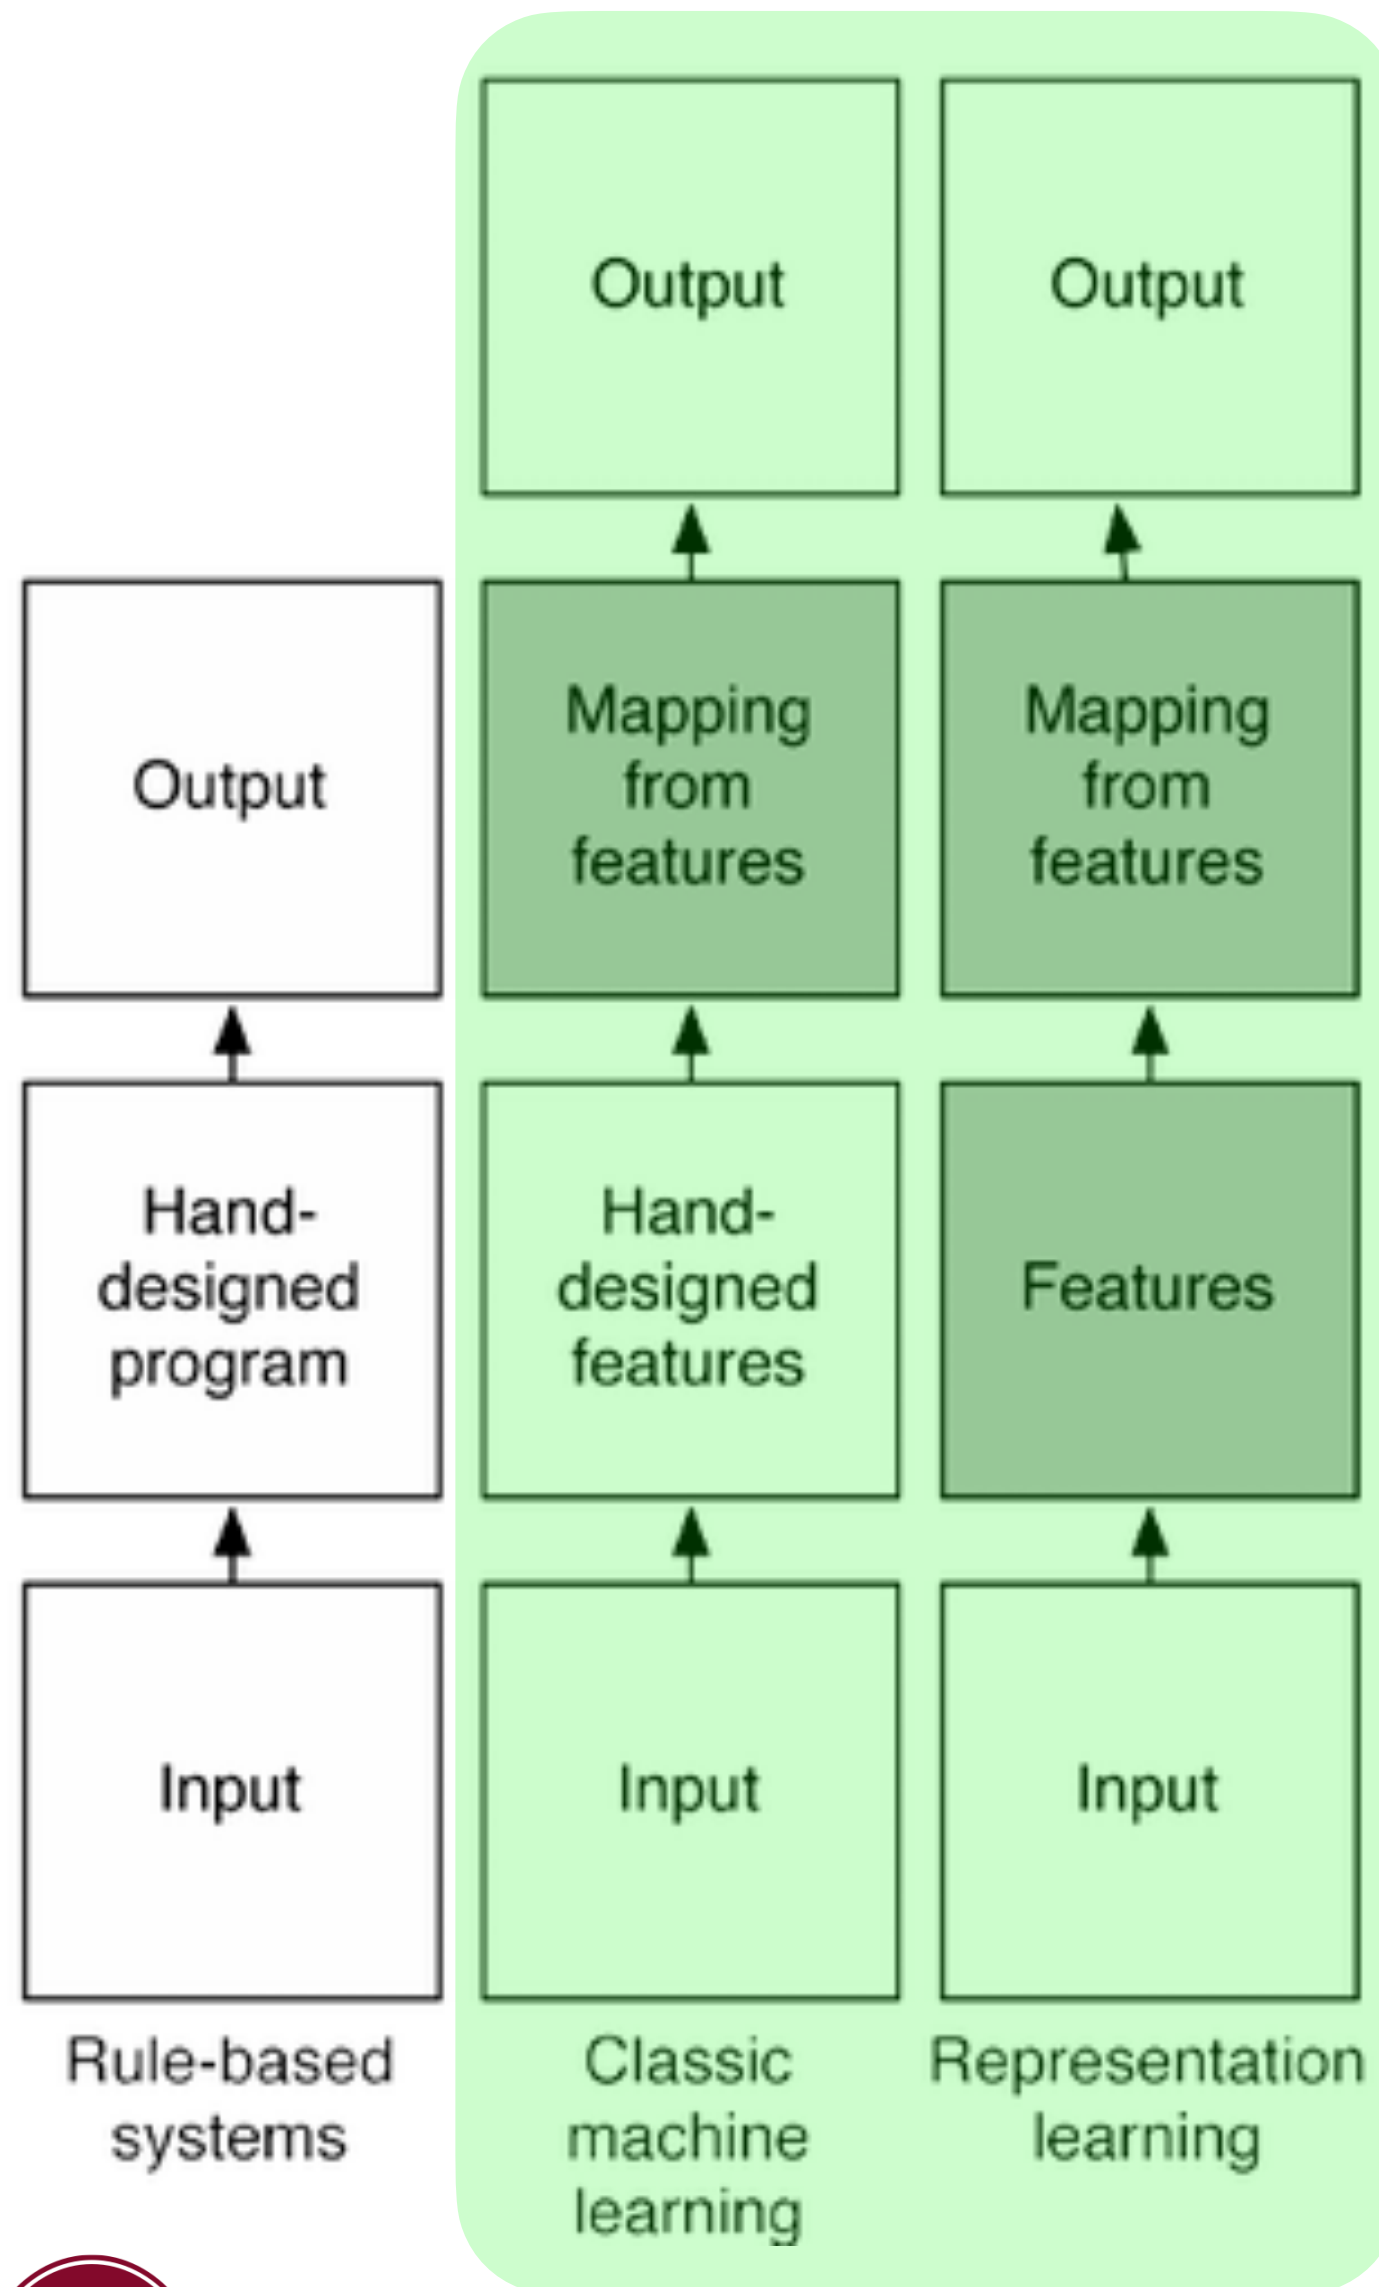 Output
Output
Output
Mapping
from
features
Mapping
from
features
Hand-
designed
program
Hand-
designed
features
Features
Input
Input
Input
Rule-based
systems
Classic
machine
learning
Representation
learning